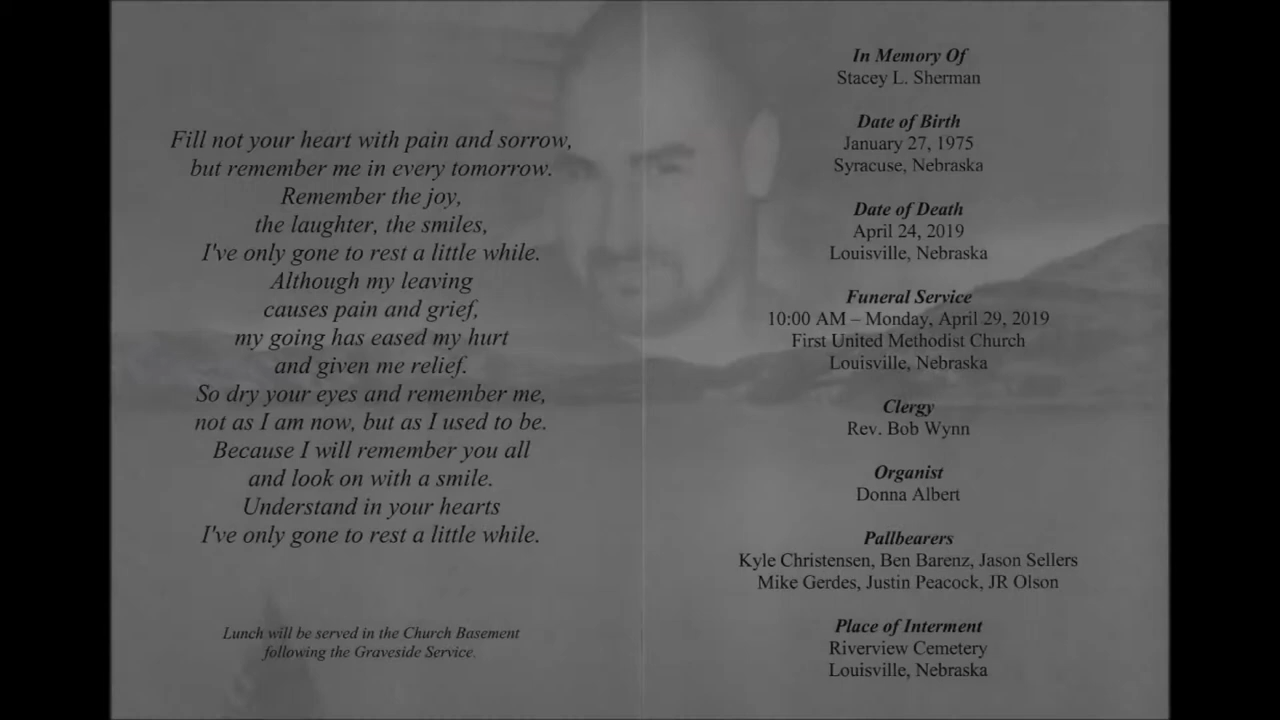 Fill not your heart with pain and sorrow,
but remember me in every tomorrow.
Remember the joy,
the laughter, the smiles,
I've only gone to rest a little while.
Although my leaving
causes pain and grief,
my going has eased my hurt
and given me relief.
So dry your eyes and remember me,
not as I am now, but as I used to be.
Because I will remember you all
and look on with a smile.
Understand in your hearts
I've only gone to rest a little while.
Lunch will be served in the Church Basement
following the Graveside Service.
In Memory Of
Stacey L. Sherman
Date of Birth
January 27, 1975
Syracuse, Nebraska
Date of Death
April 24, 2019
Louisville, Nebraska
Funeral Service
10:00 AM – Monday, April 29, 2019
First United Methodist Church
Louisville, Nebraska
Clergy
Rev. Bob Wynn
Organist
Donna Albert
Pallbearers
Kyle Christensen, Ben Barenz, Jason Sellers
Mike Gerdes, Justin Peacock, JR Olson
Place of Interment
Riverview Cemetery
Louisville, Nebraska